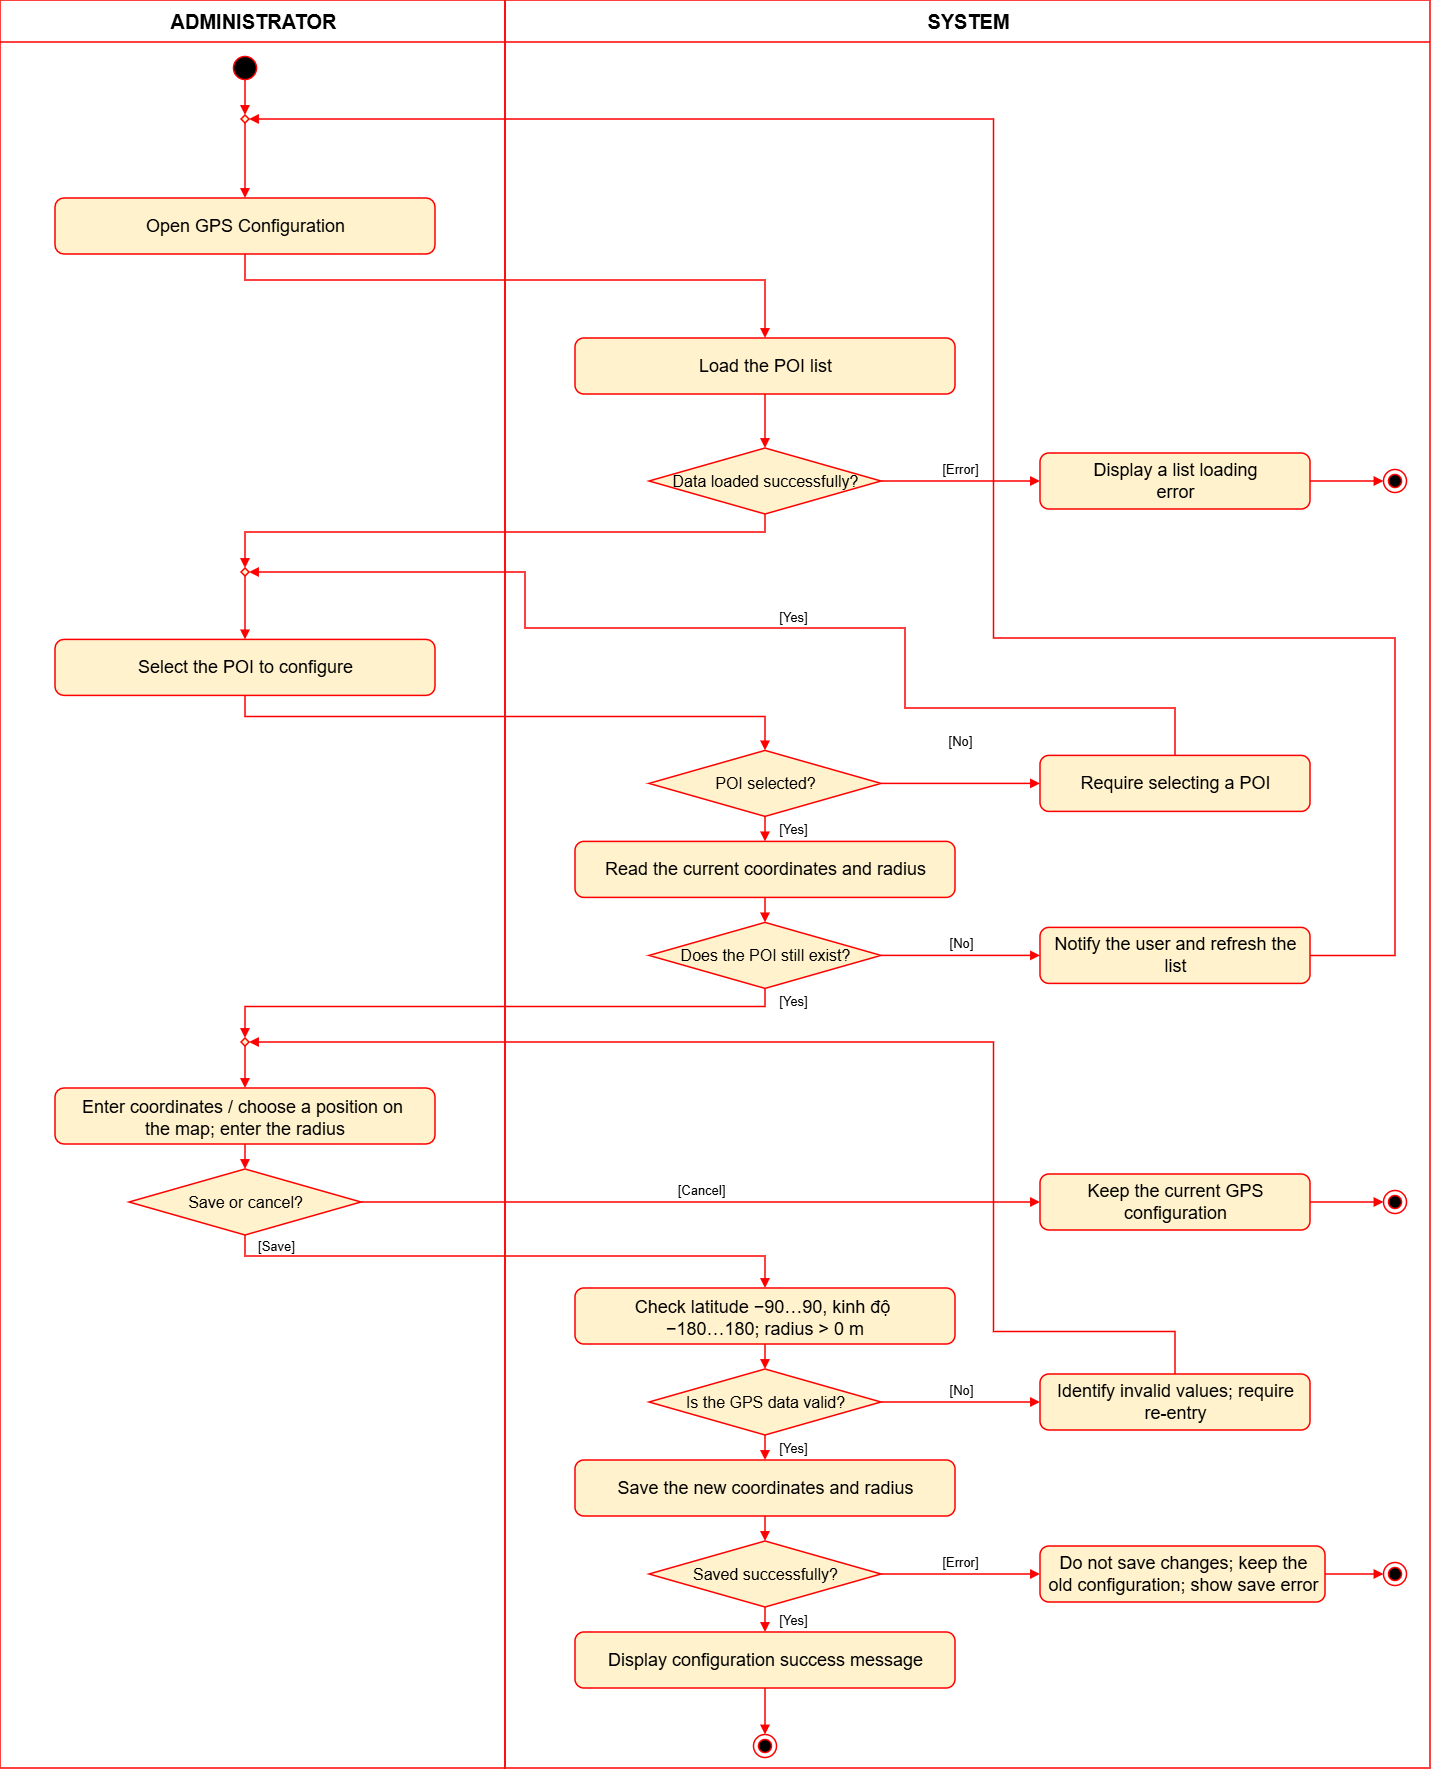 ADMINISTRATOR
SYSTEM
Open GPS Configuration
Load the POI list
Data loaded successfully?
[Error]
Display a list loading
error
[Yes]
Select the POI to configure
[No]
POI selected?
Require selecting a POI
[Yes]
Read the current coordinates and radius
Does the POI still exist?
[No]
Notify the user and refresh the
list
[Yes]
Enter coordinates / choose a position on
the map; enter the radius
Save or cancel?
[Cancel]
Keep the current GPS
configuration
[Save]
Check latitude −90…90, kinh độ
−180…180; radius > 0 m
Is the GPS data valid?
[No]
Identify invalid values; require
re-entry
[Yes]
Save the new coordinates and radius
Saved successfully?
[Error]
Do not save changes; keep the
old configuration; show save error
[Yes]
Display configuration success message